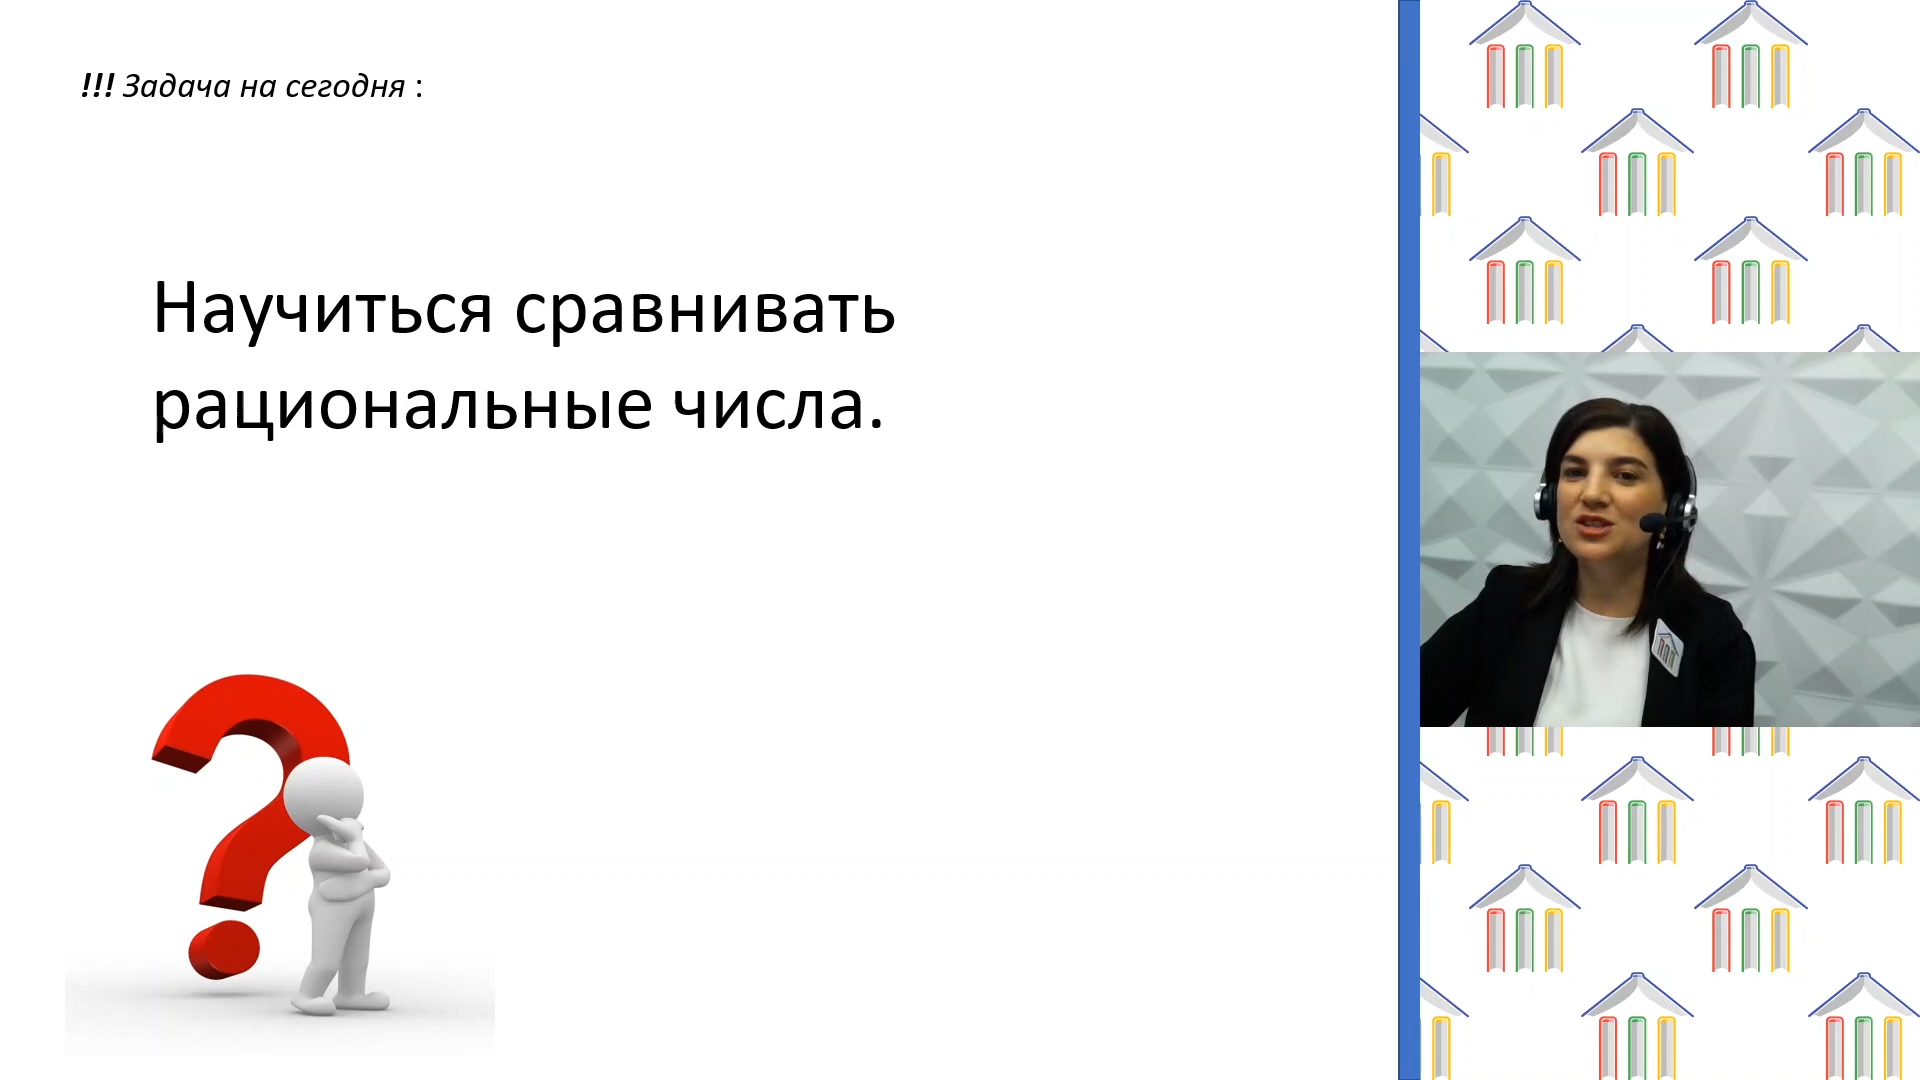 !!! Задача на сегодня :
Научиться сравнивать
рациональные числа.